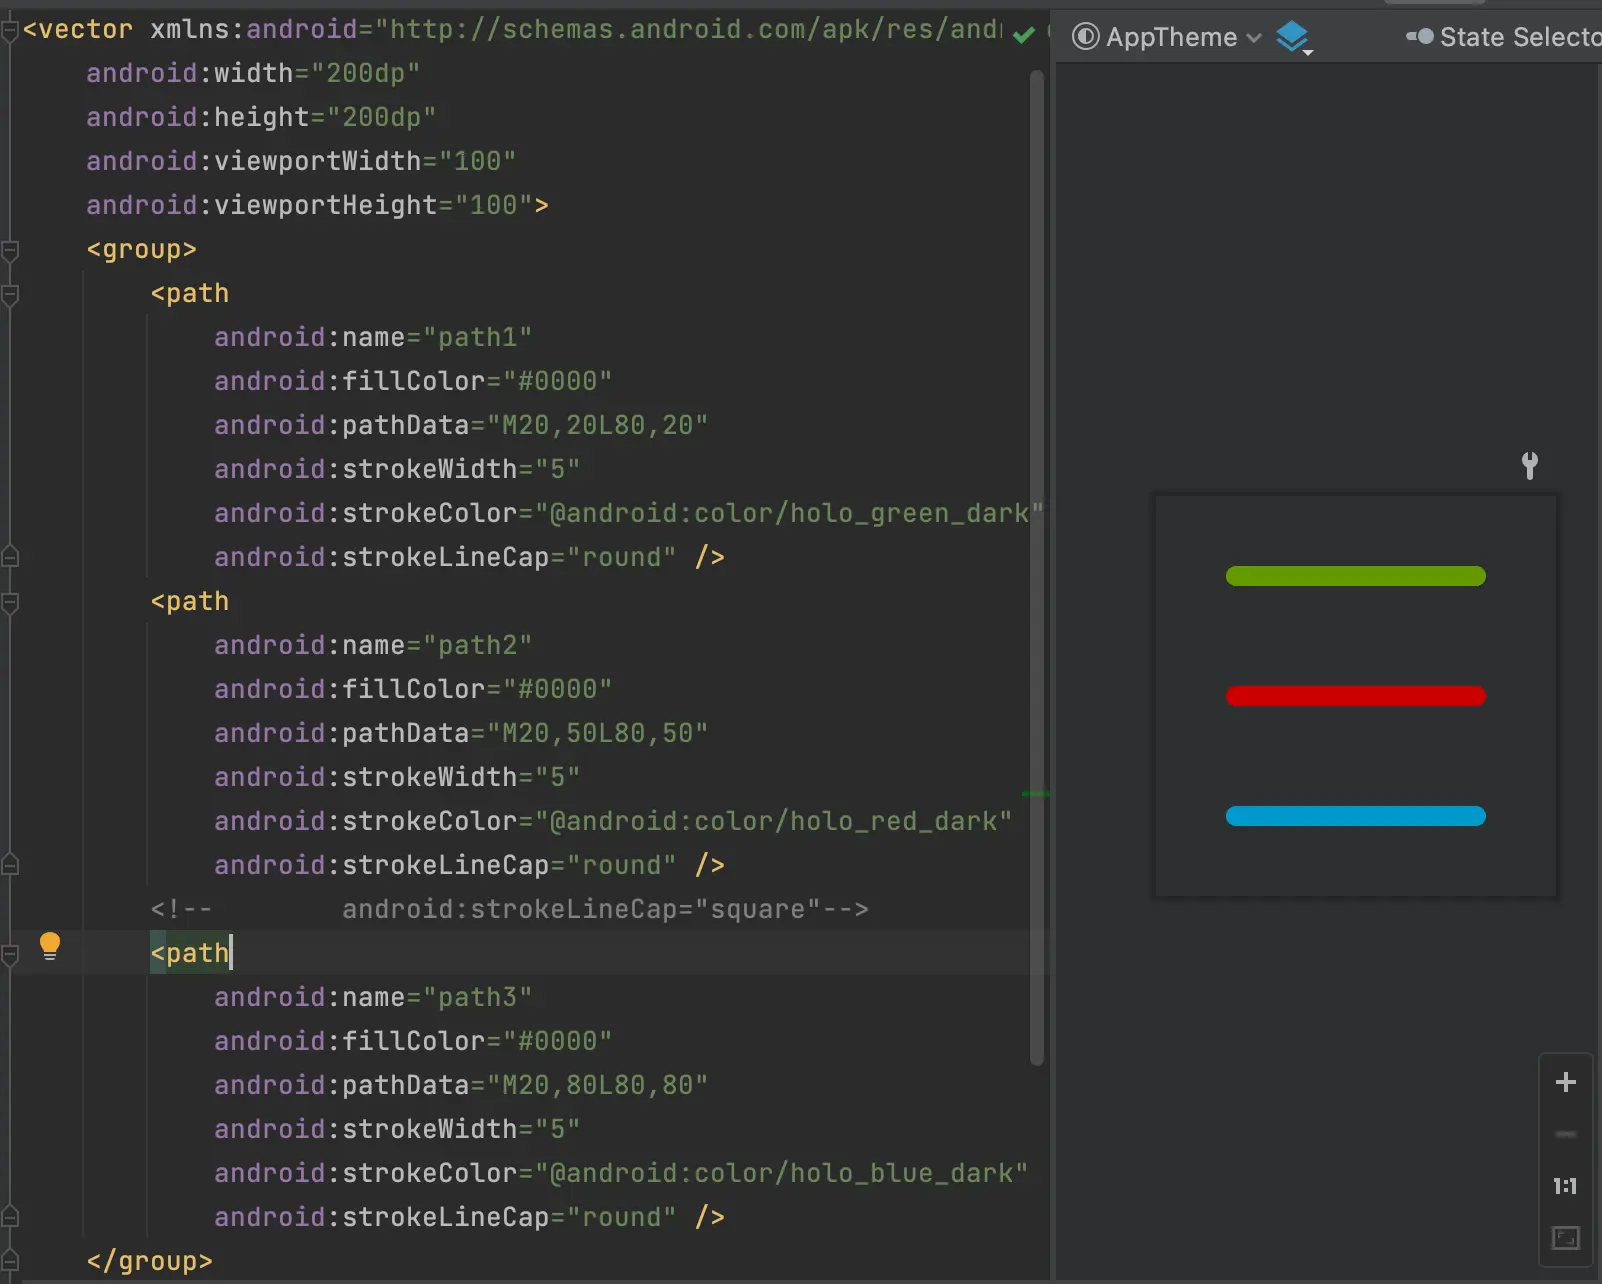 <vector xmlns:android="http://schemas.android.com/apk/res/andr
android:width="200dp"
android:height="200dp"
android:viewportWidth="100"
android:viewportHeight="100">
<group>
<path
android:name="path1"
android:fillColor="#0000"
android:pathData="M20,20L80,20"
android:strokeWidth="5"
android:strokeColor="@android:color/holo_green_dark"
android:strokeLineCap="round" />
<path
android:name="path2"
android:fillColor="#0000"
android:pathData="M20,50L80,50"
android:strokeWidth="5"
android:strokeColor="@android:color/holo_red_dark"
android:strokeLineCap="round" />
<!--        android:strokeLineCap="square"-->
<path
android:name="path3"
android:fillColor="#0000"
android:pathData="M20,80L80,80"
android:strokeWidth="5"
android:strokeColor="@android:color/holo_blue_dark"
android:strokeLineCap="round" />
</group>
AppTheme
State Selecto
1:1